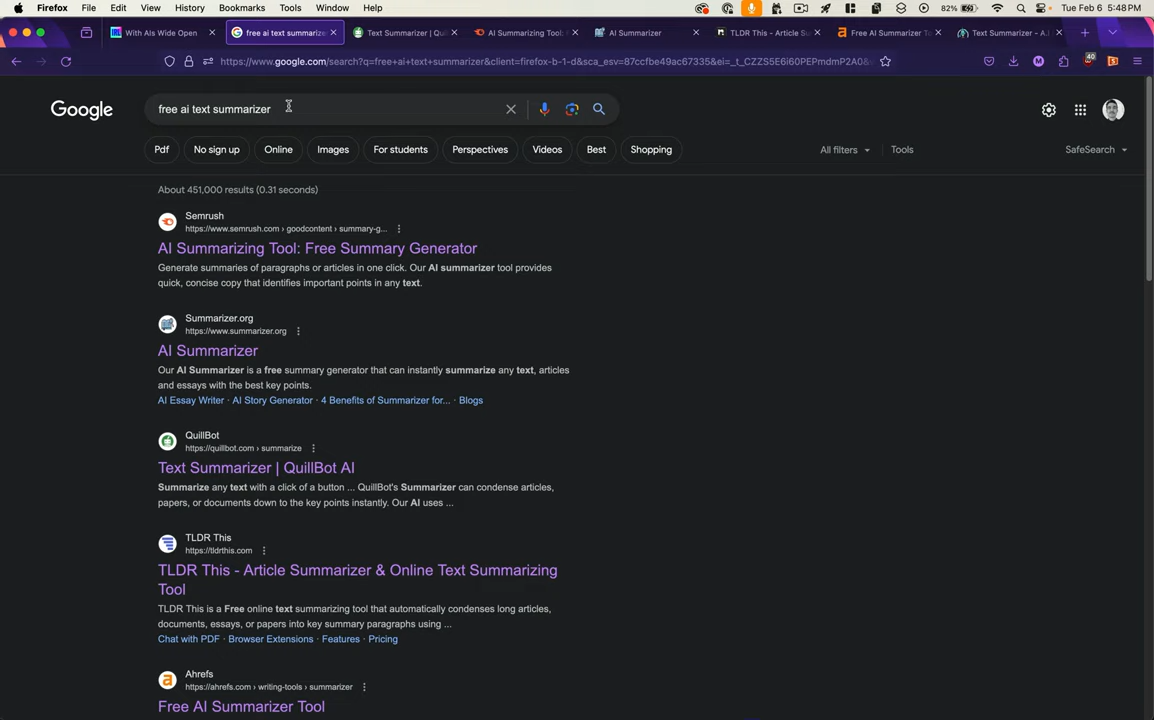 Firefox File Edit View History Bookmarks Tools Window Help 82% Tue Feb 6 5:48 PM
With AIs Wide Open free ai text summarize Text Summarizer | Quil AI Summarizing Tool: AI Summarizer TLDR This - Article Su Free AI Summarizer To Text Summarizer - A.I
https://www.google.com/search?q=free+ai+text+summarizer&client=firefox-b-1-d&sca_esv=87ccfbe49ac67335&ei=_t_CZZS5E6i60PEPmdmP2A0& M 40 S
Google free ai text summarizer
Pdf No sign up Online Images For students Perspectives Videos Best Shopping All filters Tools SafeSearch
About 451,000 results (0.31 seconds)
Semrush
https://www.semrush.com › goodcontent › summary-g...
AI Summarizing Tool: Free Summary Generator
Generate summaries of paragraphs or articles in one click. Our AI summarizer tool provides
quick, concise copy that identifies important points in any text.
Summarizer.org
https://www.summarizer.org
AI Summarizer
Our AI Summarizer is a free summary generator that can instantly summarize any text, articles
and essays with the best key points.
AI Essay Writer · AI Story Generator · 4 Benefits of Summarizer for... · Blogs
QuillBot
https://quillbot.com › summarize
Text Summarizer | QuillBot AI
Summarize any text with a click of a button ... QuillBot's Summarizer can condense articles,
papers, or documents down to the key points instantly. Our AI uses ...
TLDR This
https://tldrthis.com
TLDR This - Article Summarizer & Online Text Summarizing
Tool
TLDR This is a Free online text summarizing tool that automatically condenses long articles,
documents, essays, or papers into key summary paragraphs using ...
Chat with PDF · Browser Extensions · Features · Pricing
Ahrefs
https://ahrefs.com › writing-tools › summarizer
Free AI Summarizer Tool